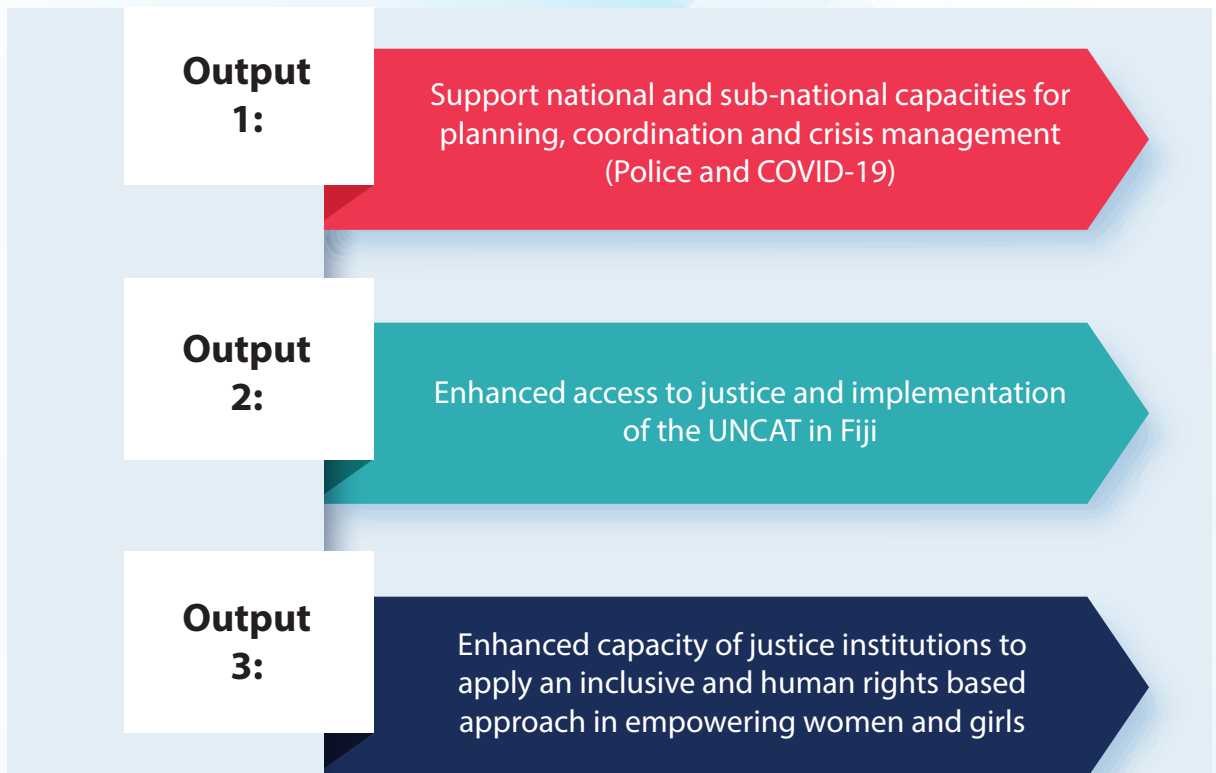 Output
1:
Support national and sub-national capacities for
planning, coordination and crisis management
(Police and COVID-19)
Output
2:
Enhanced access to justice and implementation
of the UNCAT in Fiji
Output
3:
Enhanced capacity of justice institutions to
apply an inclusive and human rights based
approach in empowering women and girls